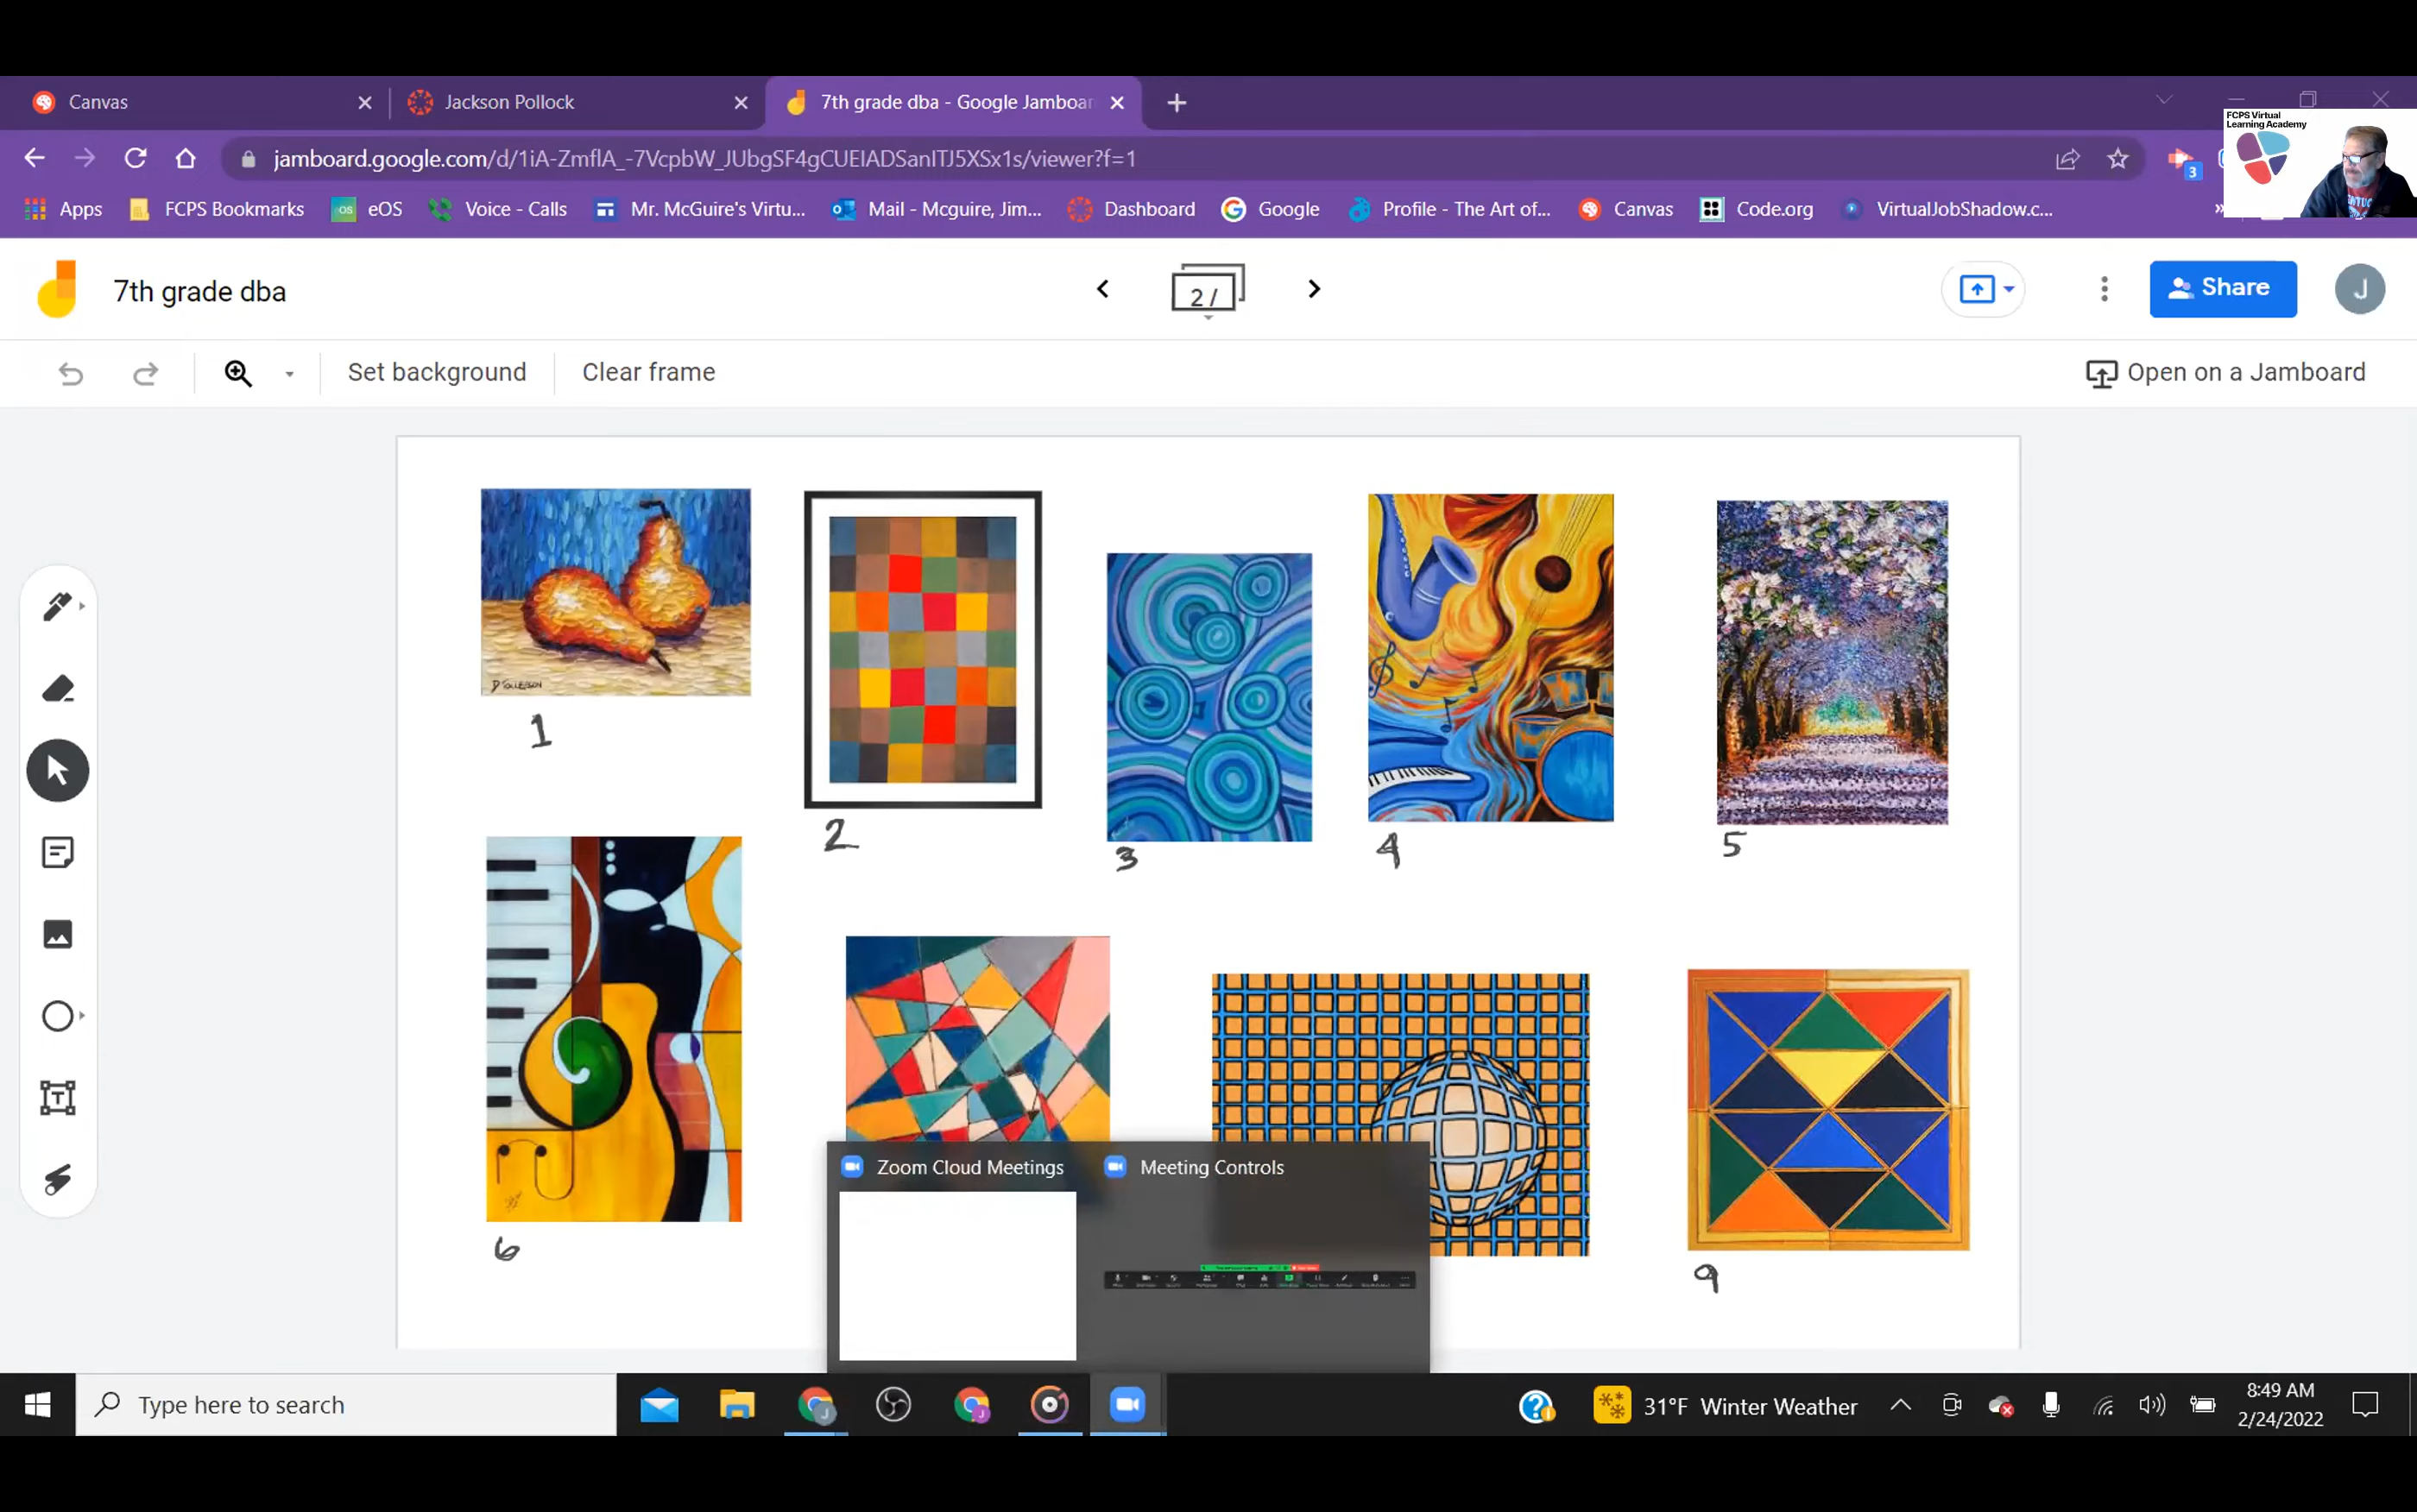 Canvas
Jackson Pollock
7th grade dba - Google Jamboar
FCPS Virtual
Learning Academy
jamboard.google.com/d/1iA-ZmflA_-7VcpbW_JUbgSF4gCUEIADSanITJ5XSx1s/viewer?f=1
3
Apps
FCPS Bookmarks
eOS
Voice - Calls
Mr. McGuire's Virtu...
Mail - Mcguire, Jim...
Dashboard
Google
Profile - The Art of...
Canvas
Code.org
VirtualJobShadow.c...
7th grade dba
2 /
Share
J
Set background
Clear frame
Open on a Jamboard
D TOLLEFSON
1
2
3
4
5
6
9
Zoom Cloud Meetings
Meeting Controls
Type here to search
31°F Winter Weather
8:49 AM
2/24/2022